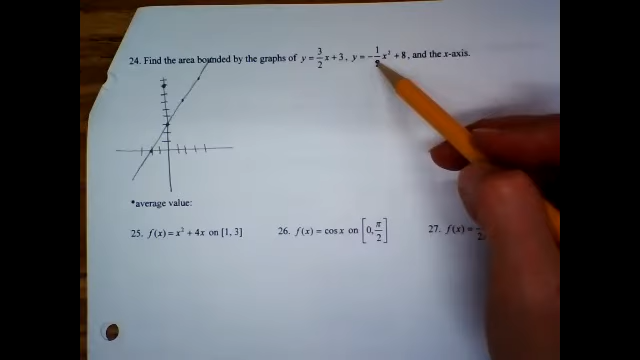 24. Find the area bounded by the graphs of y = 3/2 x + 3, y = -1/ x² + 8, and the x-axis.
*average value:
25. f(x) = x² + 4x on [1, 3]
26. f(x) = cos x on [0, π/2]
27. f(x) =